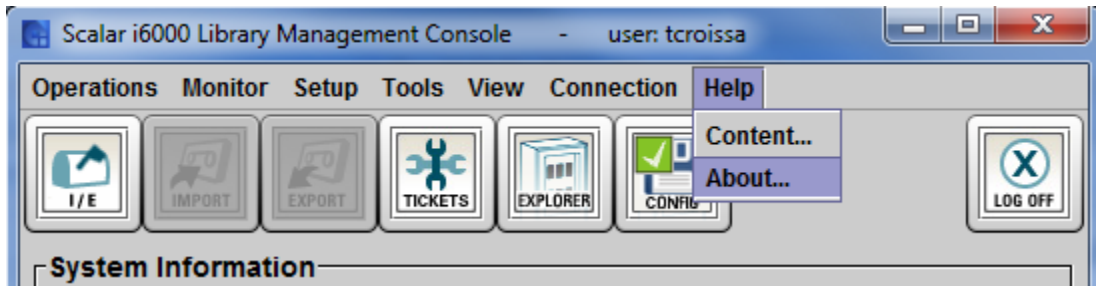 Scalar i6000 Library Management Console - user: tcroissa
Operations Monitor Setup Tools View Connection Help
Content...
About...
I/E IMPORT EXPORT TICKETS EXPLORER CONFIG LOG OFF
System Information